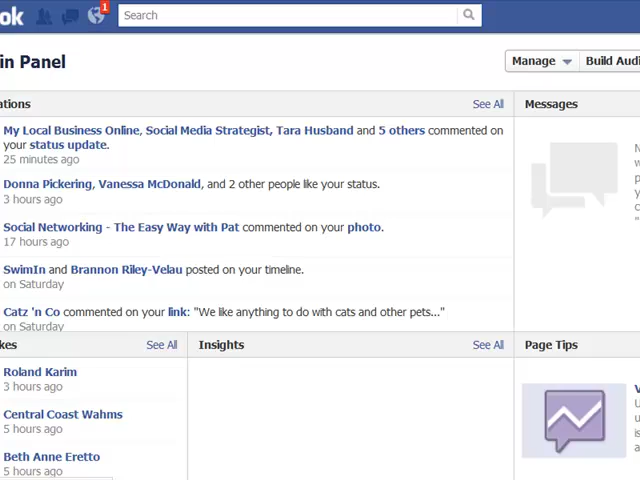 ok
1
Search
in Panel
Manage
Build Audi
ations
See All
Messages
My Local Business Online, Social Media Strategist, Tara Husband and 5 others commented on
your status update.
25 minutes ago
Donna Pickering, Vanessa McDonald, and 2 other people like your status.
3 hours ago
Social Networking - The Easy Way with Pat commented on your photo.
17 hours ago
SwimIn and Brannon Riley-Velau posted on your timeline.
on Saturday
Catz 'n Co commented on your link: "We like anything to do with cats and other pets..."
on Saturday
N
w
p
y
c
"
kes
See All
Insights
See All
Page Tips
Roland Karim
3 hours ago
Central Coast Wahms
5 hours ago
Beth Anne Eretto
5 hours ago
V
U
u
is
a